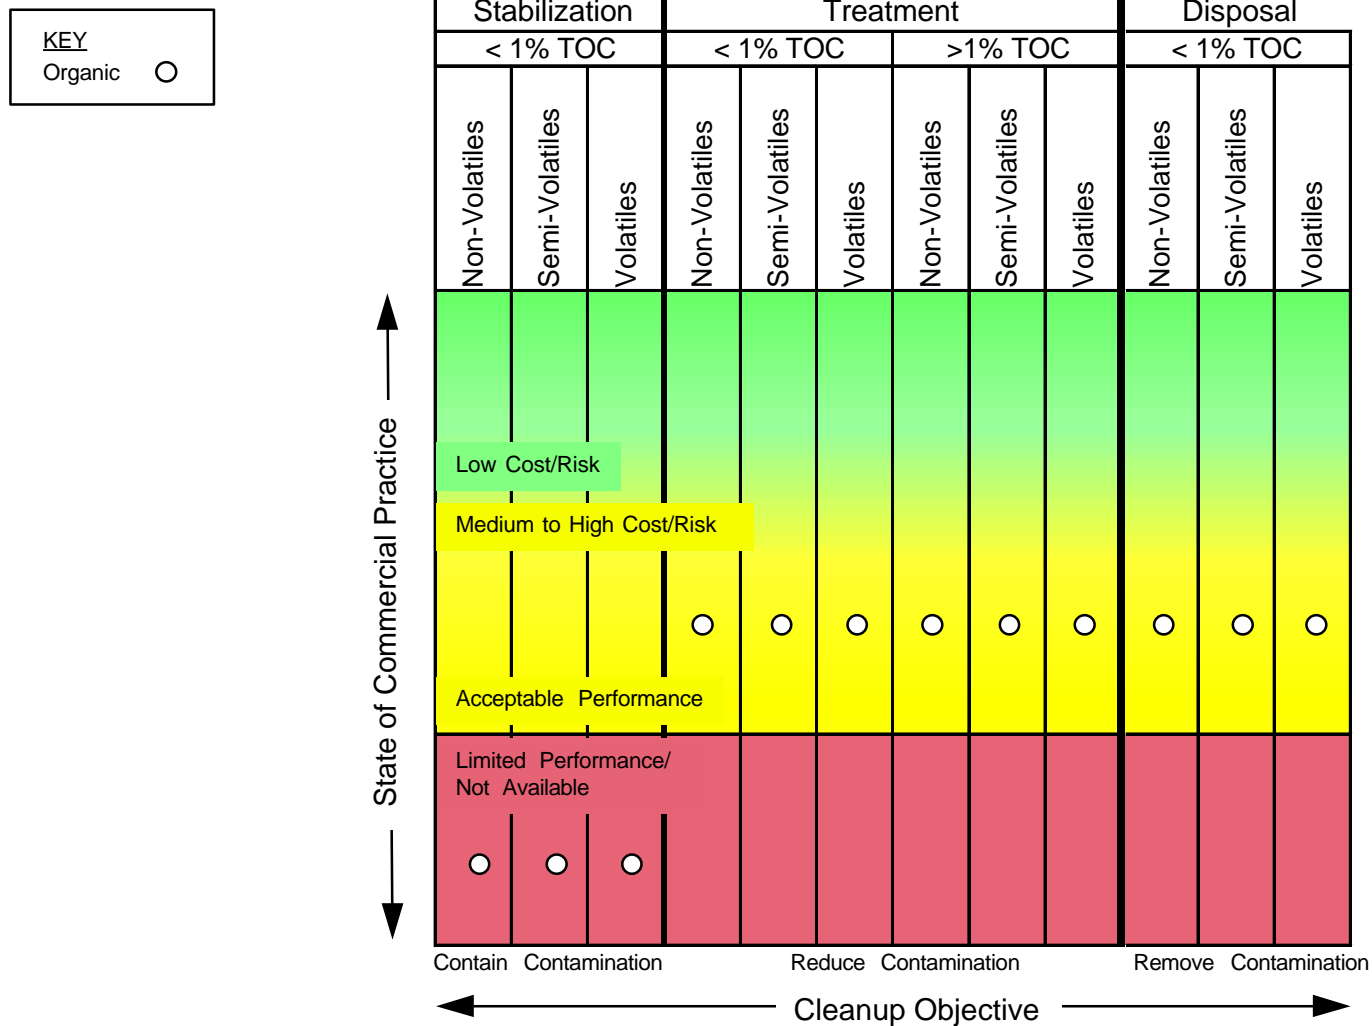 KEY
Organic
Stabilization Treatment Disposal
< 1% TOC < 1% TOC >1% TOC < 1% TOC
Non-Volatiles
Semi-Volatiles
Volatiles
Non-Volatiles
Semi-Volatiles
Volatiles
Non-Volatiles
Semi-Volatiles
Volatiles
Non-Volatiles
Semi-Volatiles
Volatiles
State of Commercial Practice
Low Cost/Risk
Medium to High Cost/Risk
Acceptable Performance
Limited Performance/
Not Available
Contain Contamination Reduce Contamination Remove Contamination
Cleanup Objective